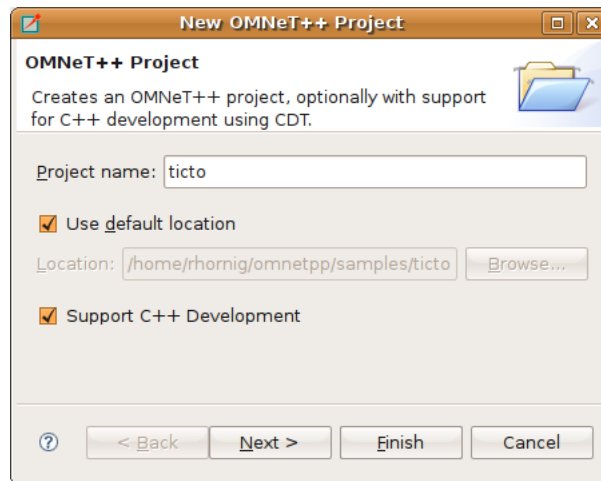 New OMNeT++ Project
OMNeT++ Project
Creates an OMNeT++ project, optionally with support
for C++ development using CDT.
Project name: ticto
Use default location
Location: /home/rhornig/omnetpp/samples/ticto Browse...
Support C++ Development
? < Back Next > Finish Cancel